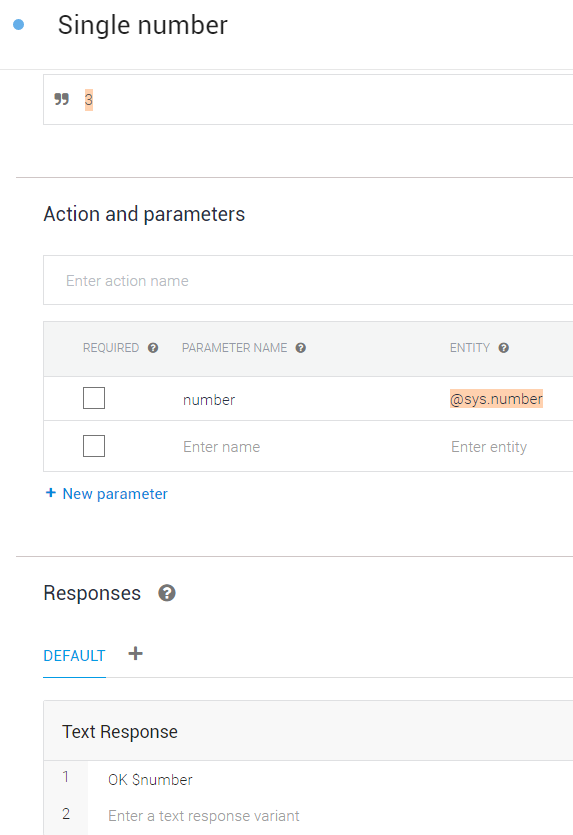 Single number
❞ 3
Action and parameters
Enter action name
REQUIRED ? PARAMETER NAME ? ENTITY ?
number @sys.number
Enter name Enter entity
+ New parameter
Responses ?
DEFAULT +
Text Response
1 OK $number
2 Enter a text response variant